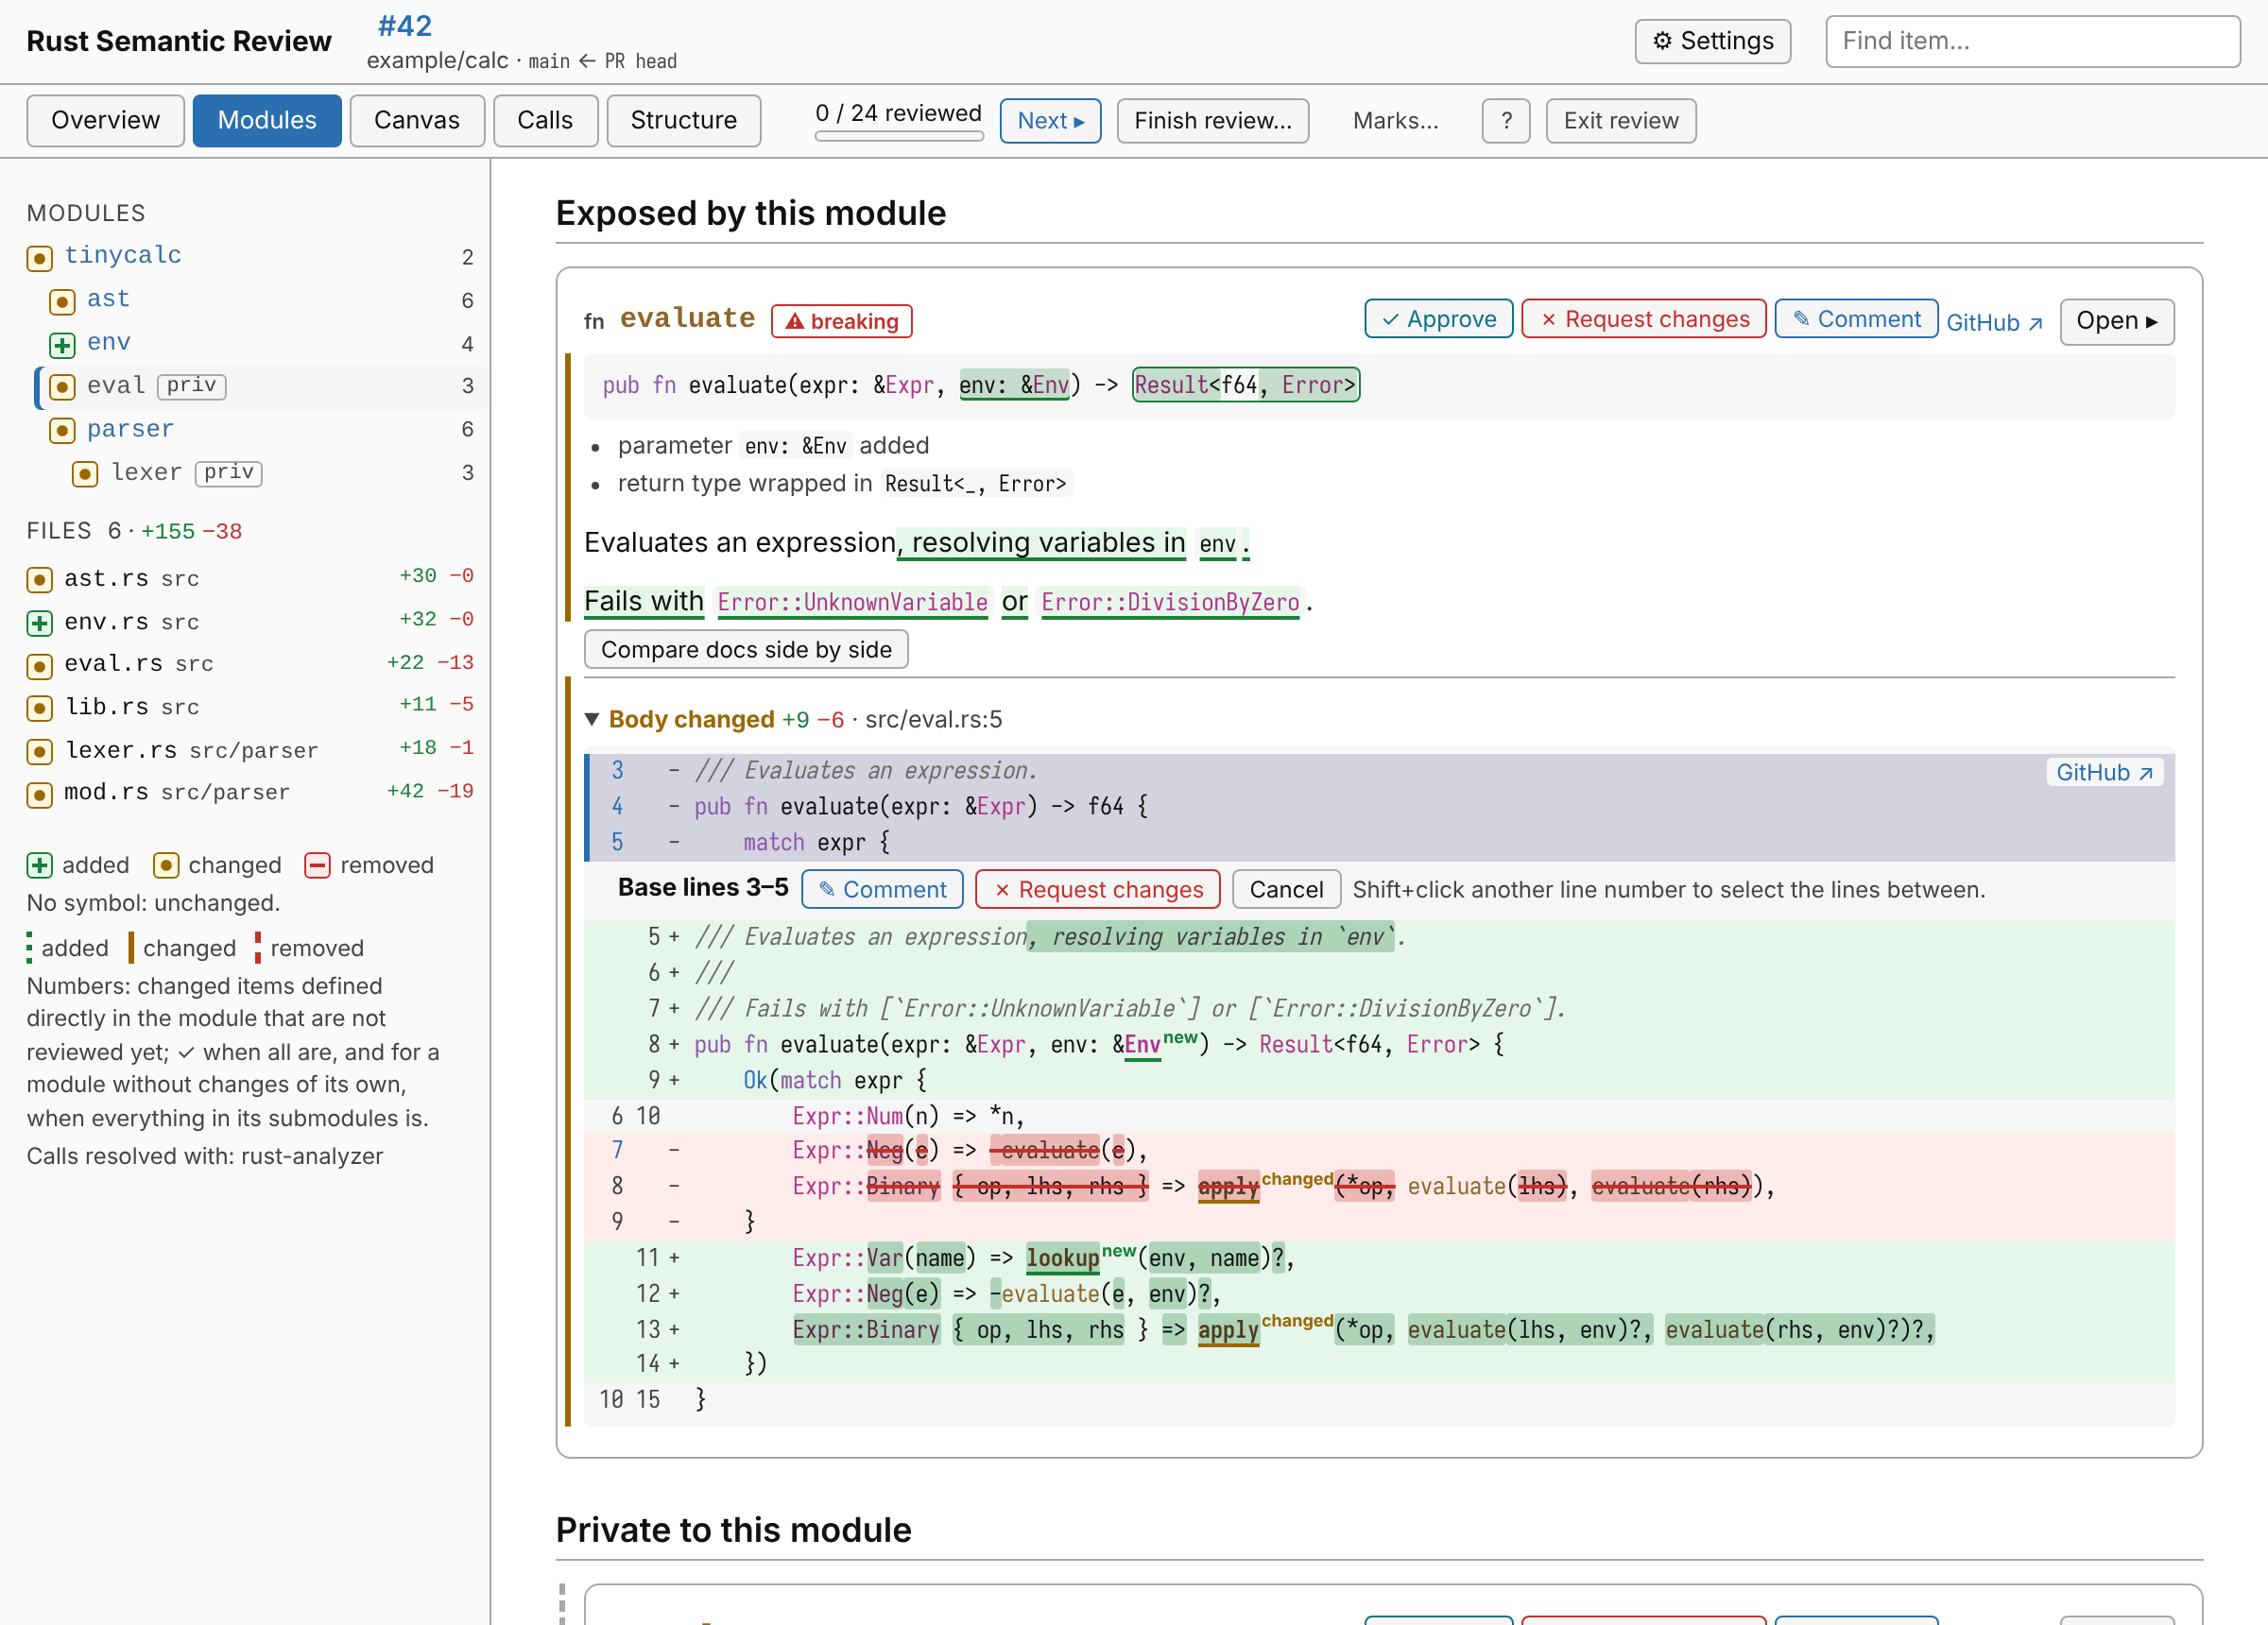 Rust Semantic Review
#42
example/calc · main ← PR head
⚙ Settings
Find item...
Overview
Modules
Canvas
Calls
Structure
0 / 24 reviewed
Next ▸
Finish review...
Marks...
?
Exit review
MODULES
tinycalc 2
ast 6
env 4
eval priv 3
parser 6
lexer priv 3
FILES 6 · +155 −38
ast.rs src +30 −0
env.rs src +32 −0
eval.rs src +22 −13
lib.rs src +11 −5
lexer.rs src/parser +18 −1
mod.rs src/parser +42 −19
added changed removed
No symbol: unchanged.
added changed removed
Numbers: changed items defined
directly in the module that are not
reviewed yet; ✓ when all are, and for a
module without changes of its own,
when everything in its submodules is.
Calls resolved with: rust-analyzer
Exposed by this module
fn evaluate ⚠ breaking ✓ Approve × Request changes ✎ Comment GitHub ↗ Open ▸
pub fn evaluate(expr: &Expr, env: &Env) -> Result<f64, Error>
• parameter env: &Env added
• return type wrapped in Result<_, Error>
Evaluates an expression, resolving variables in env.
Fails with Error::UnknownVariable or Error::DivisionByZero.
Compare docs side by side
▼ Body changed +9 −6 · src/eval.rs:5
3 − /// Evaluates an expression. GitHub ↗
4 − pub fn evaluate(expr: &Expr) -> f64 {
5 − match expr {
Base lines 3–5 ✎ Comment × Request changes Cancel Shift+click another line number to select the lines between.
5 + /// Evaluates an expression, resolving variables in `env`.
6 + ///
7 + /// Fails with [`Error::UnknownVariable`] or [`Error::DivisionByZero`].
8 + pub fn evaluate(expr: &Expr, env: &Env new) -> Result<f64, Error> {
9 + Ok(match expr {
6 10 Expr::Num(n) => *n,
7 − Expr::Neg(e) => -evaluate(e),
8 − Expr::Binary { op, lhs, rhs } => apply changed(*op, evaluate(lhs), evaluate(rhs)),
9 − }
11 + Expr::Var(name) => lookup new(env, name)?,
12 + Expr::Neg(e) => -evaluate(e, env)?,
13 + Expr::Binary { op, lhs, rhs } => apply changed(*op, evaluate(lhs, env)?, evaluate(rhs, env)?)?,
14 + })
10 15 }
Private to this module